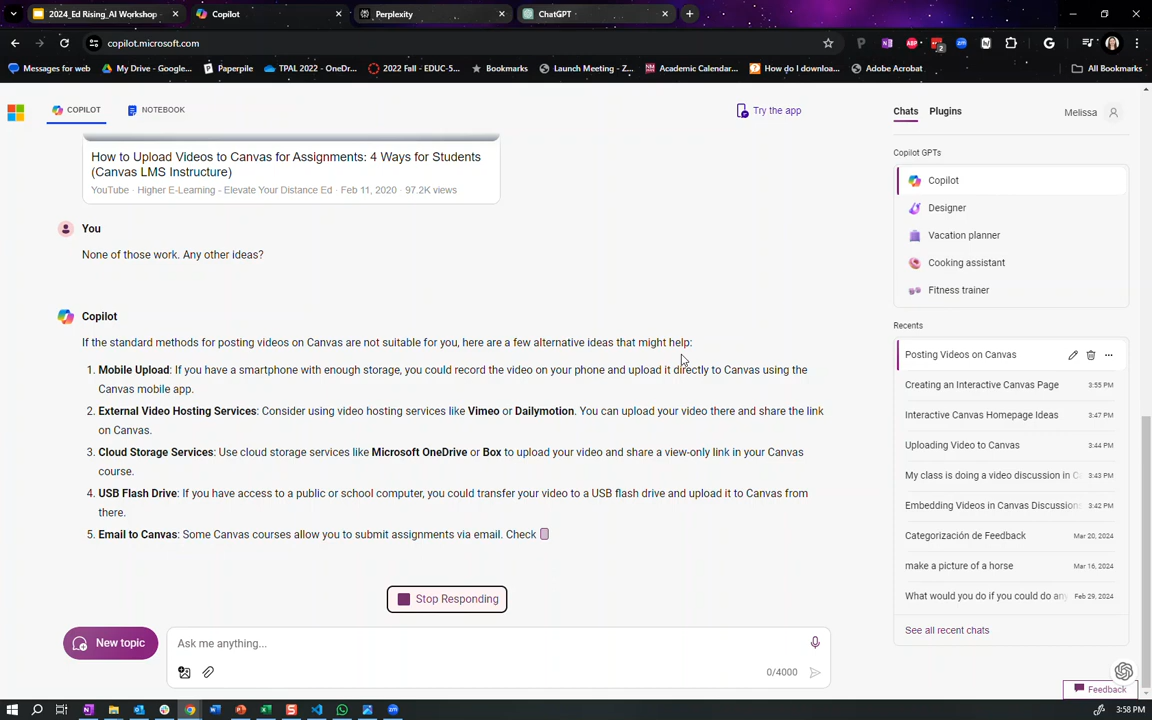 2024_Ed Rising_AI Workshop
Copilot
Perplexity
ChatGPT
copilot.microsoft.com
2
Messages for web
My Drive - Google...
Paperpile
TPAL 2022 - OneDr...
2022 Fall - EDUC-5...
Bookmarks
Launch Meeting - Z...
Academic Calendar...
How do I downloa...
Adobe Acrobat
All Bookmarks
COPILOT
NOTEBOOK
Try the app
Chats
Plugins
Melissa
How to Upload Videos to Canvas for Assignments: 4 Ways for Students
(Canvas LMS Instructure)
YouTube · Higher E-Learning - Elevate Your Distance Ed · Feb 11, 2020 · 97.2K views
You
None of those work. Any other ideas?
Copilot
If the standard methods for posting videos on Canvas are not suitable for you, here are a few alternative ideas that might help:
1. Mobile Upload: If you have a smartphone with enough storage, you could record the video on your phone and upload it directly to Canvas using the
Canvas mobile app.
2. External Video Hosting Services: Consider using video hosting services like Vimeo or Dailymotion. You can upload your video there and share the link
on Canvas.
3. Cloud Storage Services: Use cloud storage services like Microsoft OneDrive or Box to upload your video and share a view-only link in your Canvas
course.
4. USB Flash Drive: If you have access to a public or school computer, you could transfer your video to a USB flash drive and upload it to Canvas from
there.
5. Email to Canvas: Some Canvas courses allow you to submit assignments via email. Check
Stop Responding
New topic
Ask me anything...
0/4000
Copilot GPTs
Copilot
Designer
Vacation planner
Cooking assistant
Fitness trainer
Recents
Posting Videos on Canvas
Creating an Interactive Canvas Page 3:55 PM
Interactive Canvas Homepage Ideas 3:47 PM
Uploading Video to Canvas 3:44 PM
My class is doing a video discussion in C 3:43 PM
Embedding Videos in Canvas Discussions 3:42 PM
Categorización de Feedback Mar 20, 2024
make a picture of a horse Mar 16, 2024
What would you do if you could do any Feb 29, 2024
See all recent chats
Feedback
3:58 PM